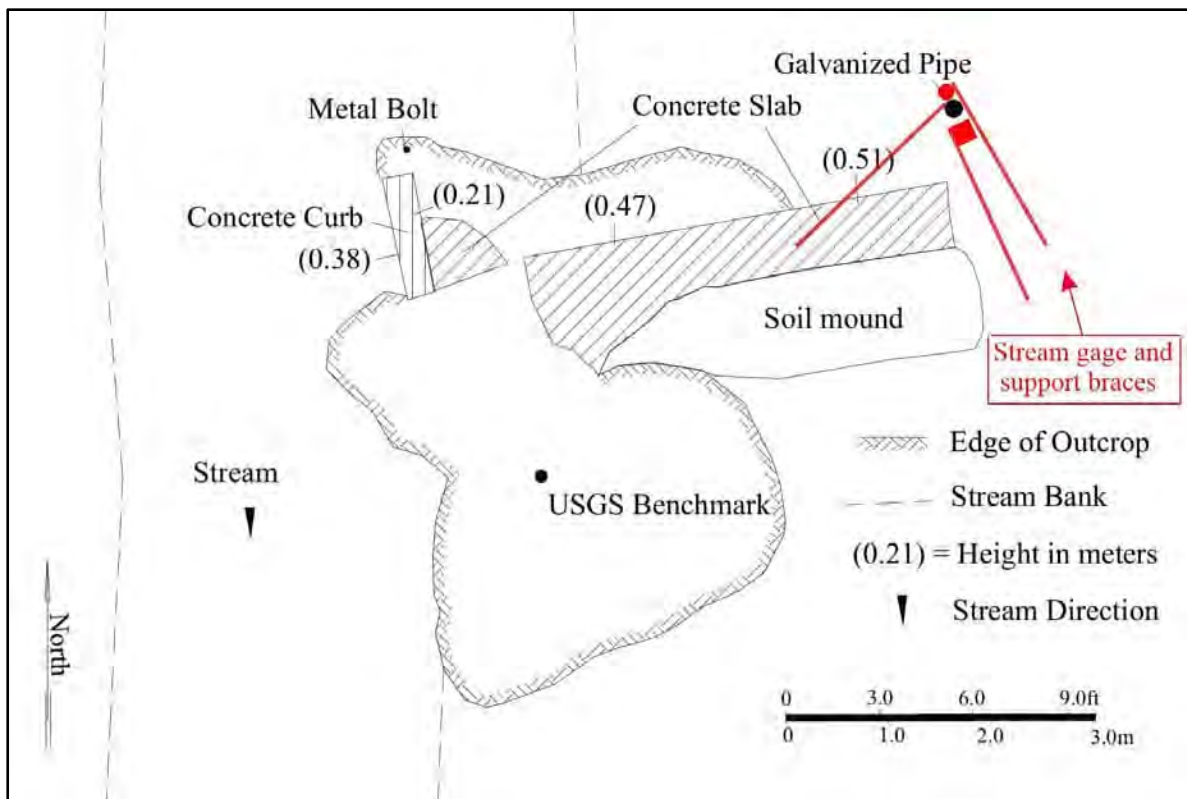 Galvanized Pipe
Metal Bolt
Concrete Slab
(0.51)
(0.21)
(0.47)
Concrete Curb
(0.38)
Soil mound
Stream gage and
support braces
Edge of Outcrop
Stream
Stream Bank
USGS Benchmark
(0.21) = Height in meters
Stream Direction
North
0 3.0 6.0 9.0ft
0 1.0 2.0 3.0m